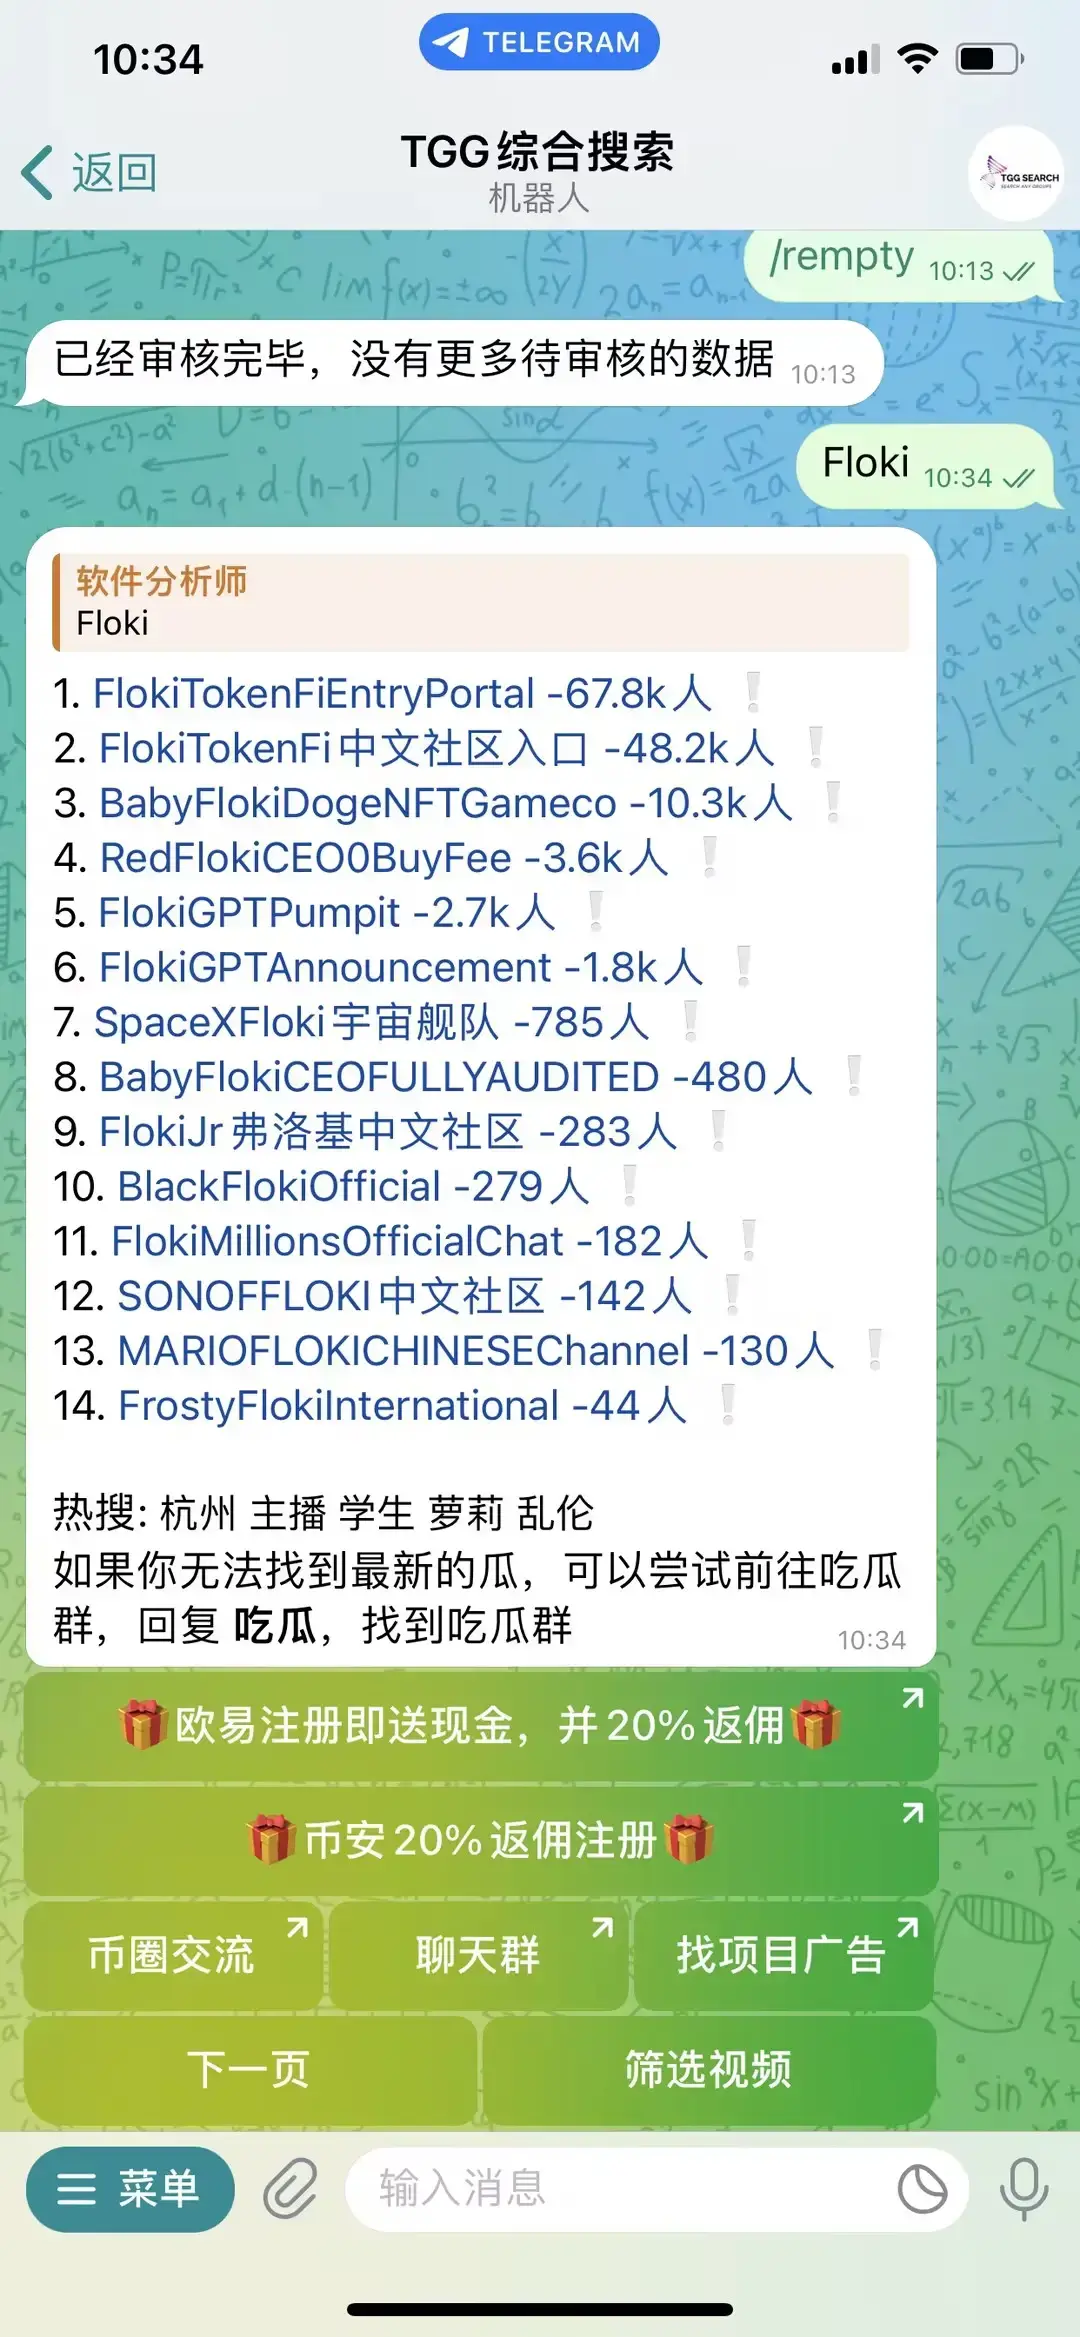 10:34
TELEGRAM
返回
TGG综合搜索
机器人
TGG SEARCH
SEARCH ANY GROUPS
/rempty 10:13
已经审核完毕，没有更多待审核的数据 10:13
Floki 10:34
软件分析师
Floki
1. FlokiTokenFiEntryPortal -67.8k人 ❕
2. FlokiTokenFi中文社区入口 -48.2k人 ❕
3. BabyFlokiDogeNFTGameco -10.3k人 ❕
4. RedFlokiCEO0BuyFee -3.6k人 ❕
5. FlokiGPTPumpit -2.7k人 ❕
6. FlokiGPTAnnouncement -1.8k人 ❕
7. SpaceXFloki宇宙舰队 -785人 ❕
8. BabyFlokiCEOFULLYAUDITED -480人 ❕
9. FlokiJr弗洛基中文社区 -283人 ❕
10. BlackFlokiOfficial -279人 ❕
11. FlokiMillionsOfficialChat -182人 ❕
12. SONOFFLOKI中文社区 -142人 ❕
13. MARIOFLOKICHINESEChannel -130人 ❕
14. FrostyFlokiInternational -44人 ❕
热搜: 杭州 主播 学生 萝莉 乱伦
如果你无法找到最新的瓜，可以尝试前往吃瓜
群，回复 吃瓜，找到吃瓜群
10:34
🎁欧易注册即送现金，并20%返佣🎁
🎁币安20%返佣注册🎁
币圈交流 聊天群 找项目广告
下一页 筛选视频
菜单 输入消息